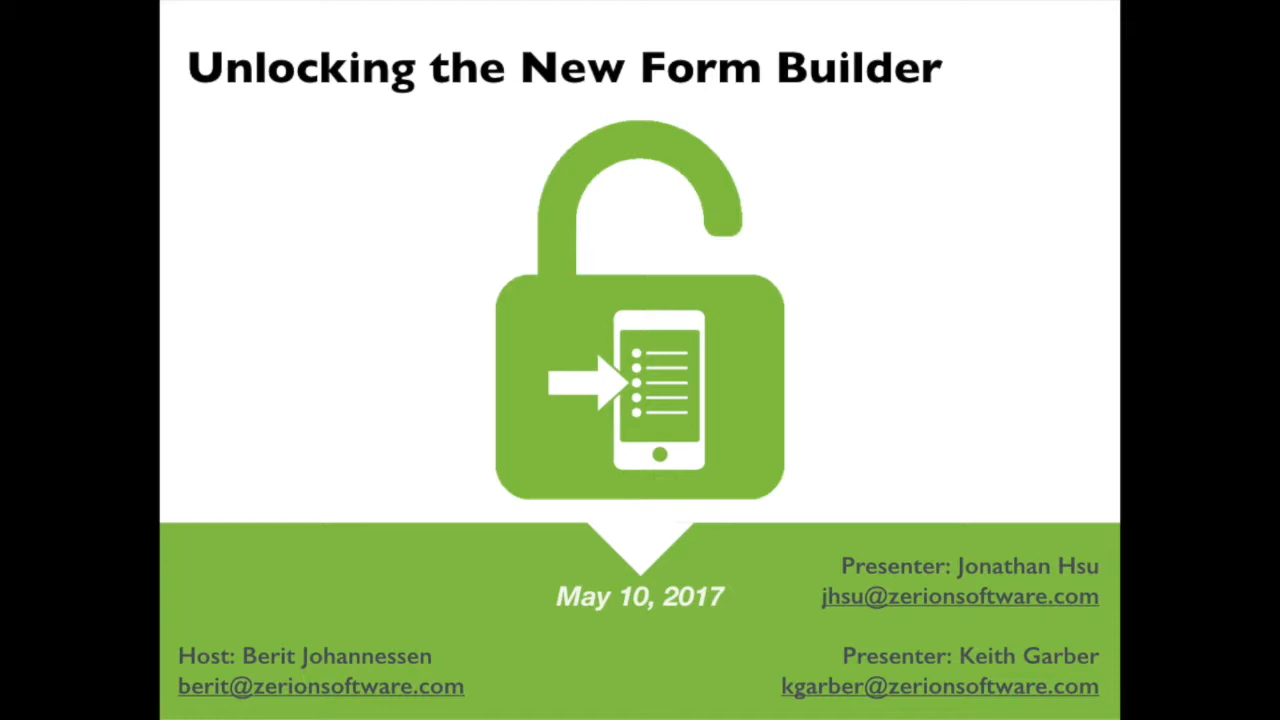 Unlocking the New Form Builder
May 10, 2017
Presenter: Jonathan Hsu
jhsu@zerionsoftware.com
Host: Berit Johannessen
berit@zerionsoftware.com
Presenter: Keith Garber
kgarber@zerionsoftware.com